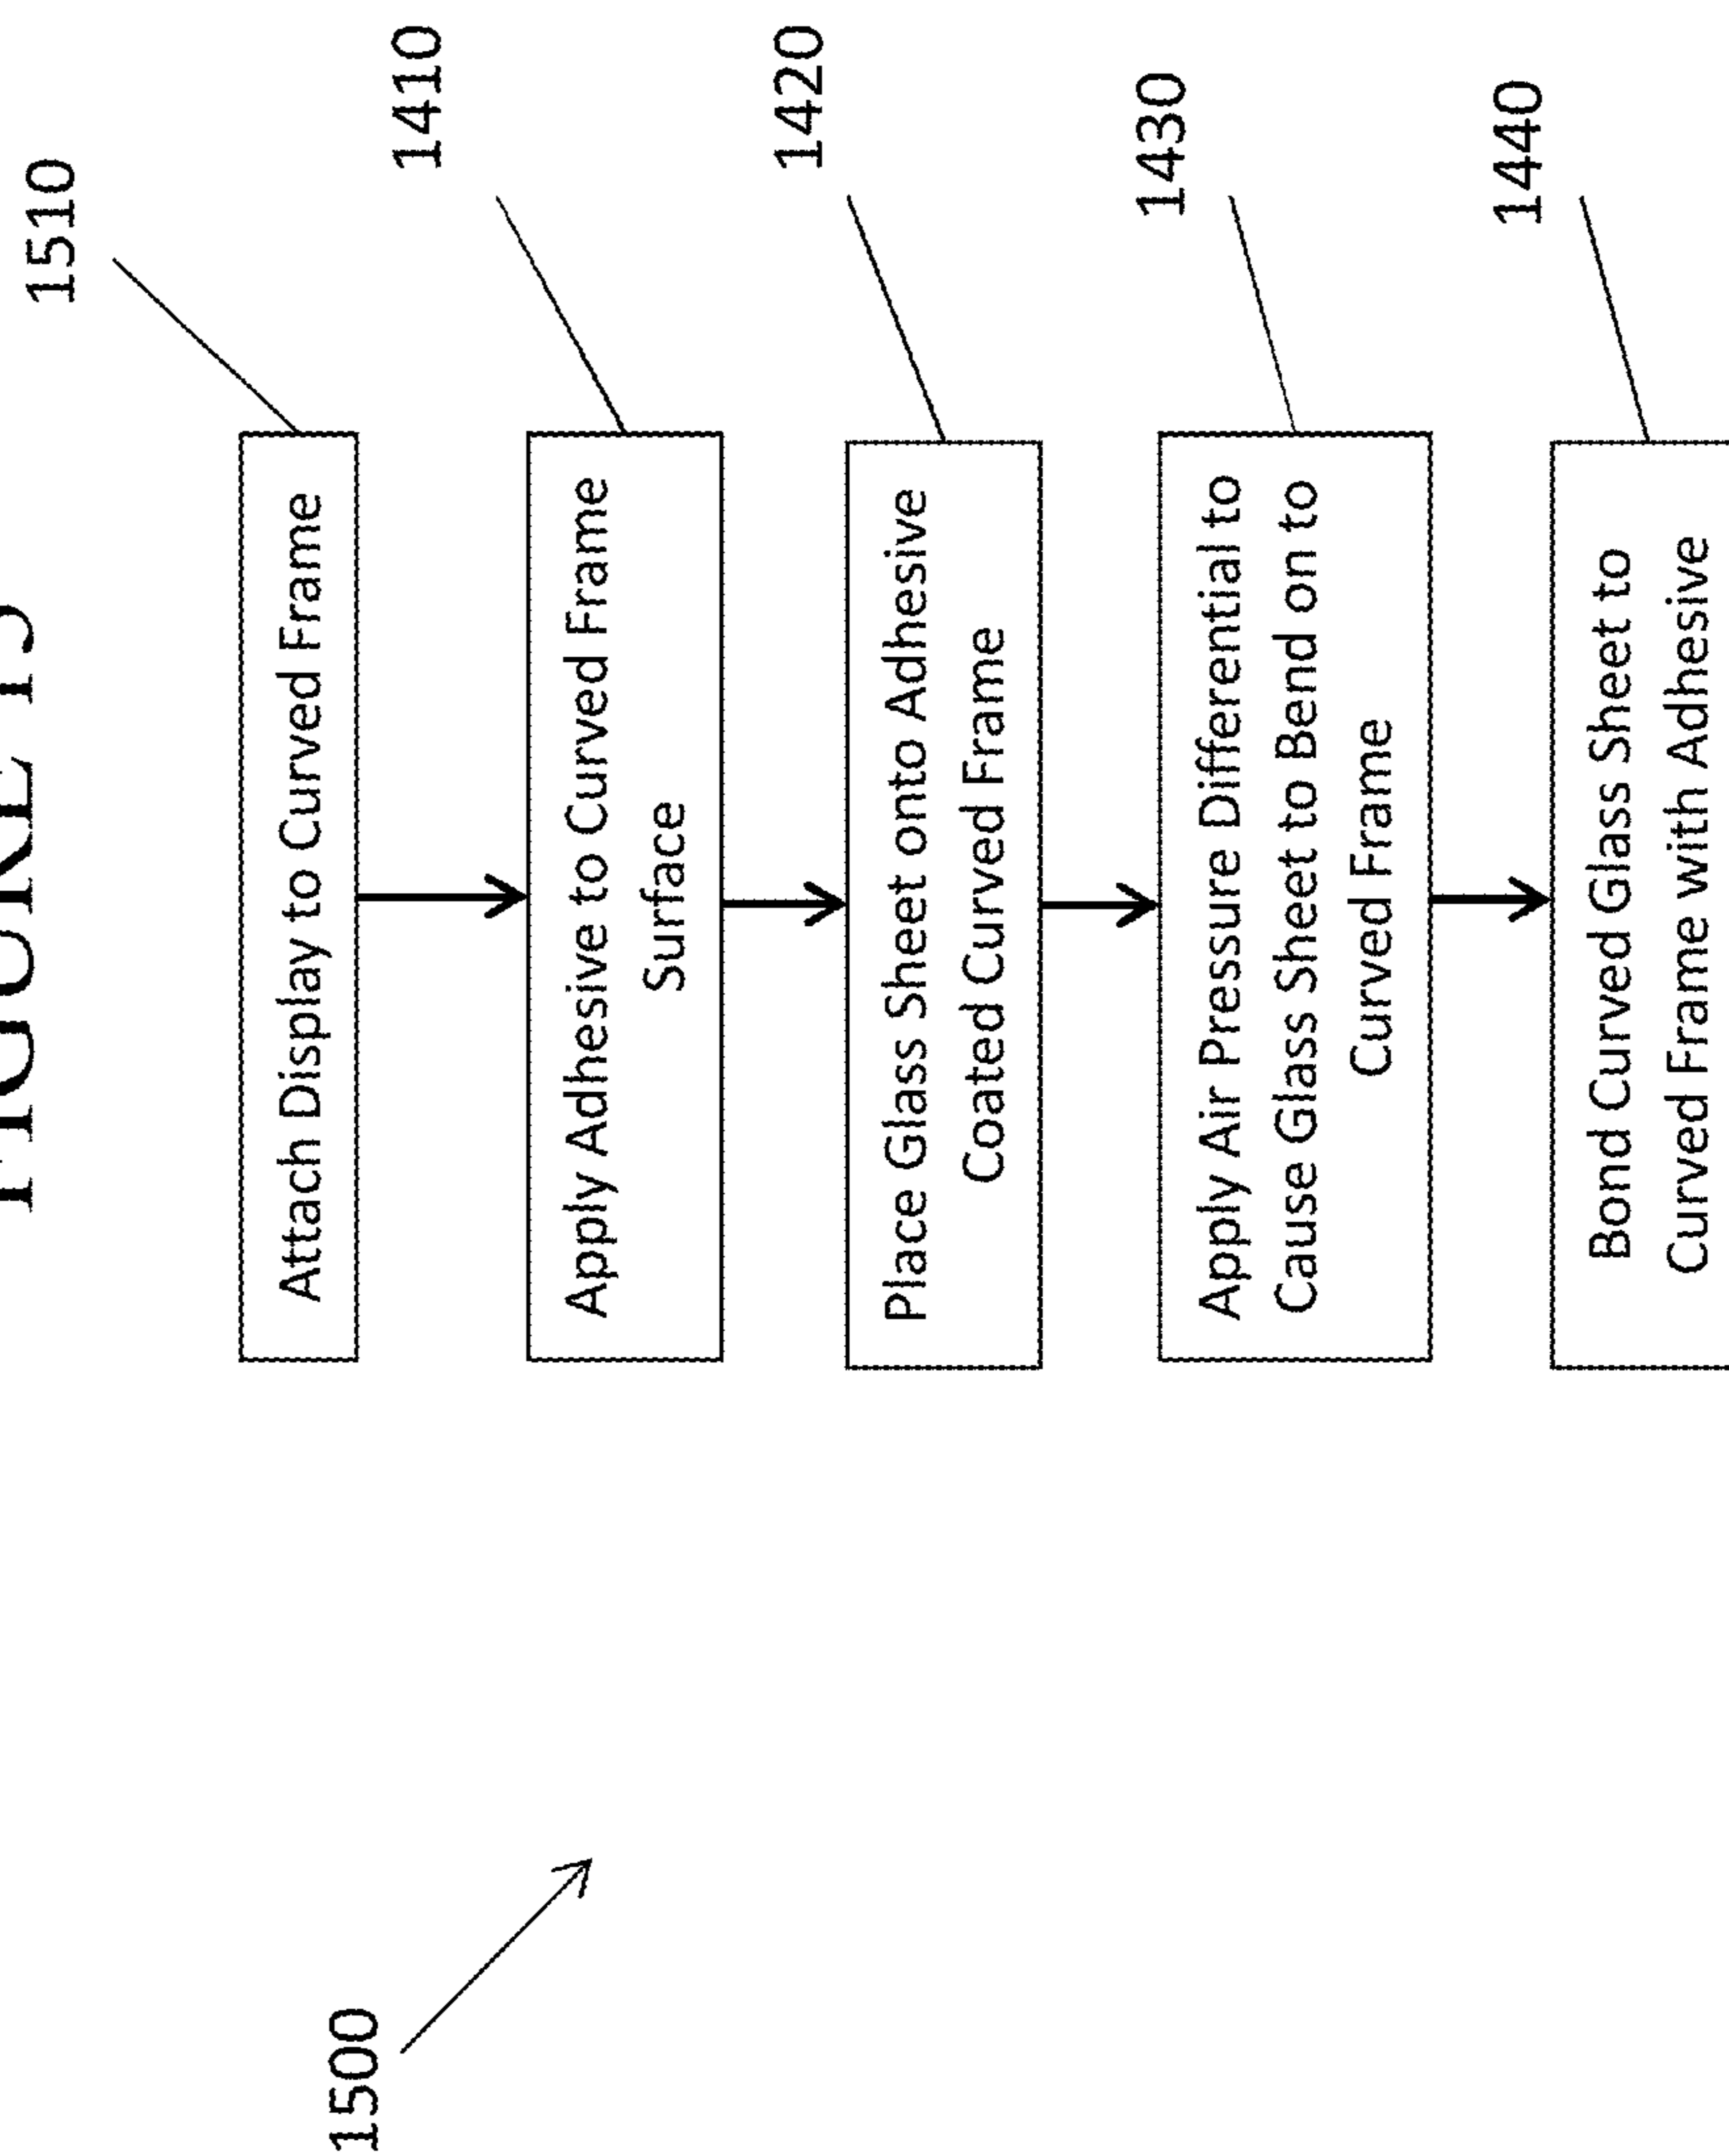 FIGURE 15
1510
Attach Display to Curved Frame
1410
Apply Adhesive to Curved Frame
Surface
1420
Place Glass Sheet onto Adhesive
Coated Curved Frame
1430
Apply Air Pressure Differential to
Cause Glass Sheet to Bend on to
Curved Frame
1440
Bond Curved Glass Sheet to
Curved Frame with Adhesive
1500